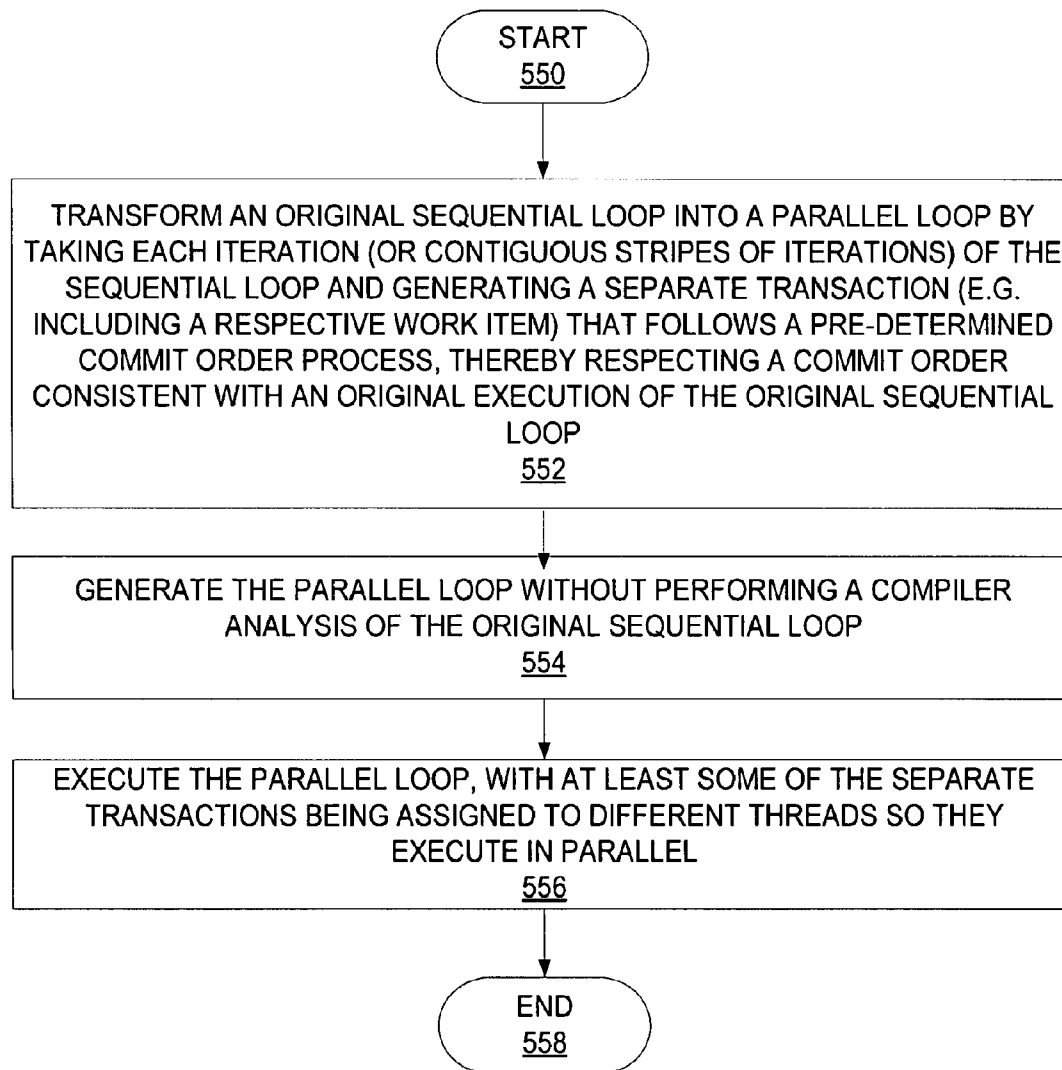 START
550
TRANSFORM AN ORIGINAL SEQUENTIAL LOOP INTO A PARALLEL LOOP BY
TAKING EACH ITERATION (OR CONTIGUOUS STRIPES OF ITERATIONS) OF THE
SEQUENTIAL LOOP AND GENERATING A SEPARATE TRANSACTION (E.G.
INCLUDING A RESPECTIVE WORK ITEM) THAT FOLLOWS A PRE-DETERMINED
COMMIT ORDER PROCESS, THEREBY RESPECTING A COMMIT ORDER
CONSISTENT WITH AN ORIGINAL EXECUTION OF THE ORIGINAL SEQUENTIAL
LOOP
552
GENERATE THE PARALLEL LOOP WITHOUT PERFORMING A COMPILER
ANALYSIS OF THE ORIGINAL SEQUENTIAL LOOP
554
EXECUTE THE PARALLEL LOOP, WITH AT LEAST SOME OF THE SEPARATE
TRANSACTIONS BEING ASSIGNED TO DIFFERENT THREADS SO THEY
EXECUTE IN PARALLEL
556
END
558